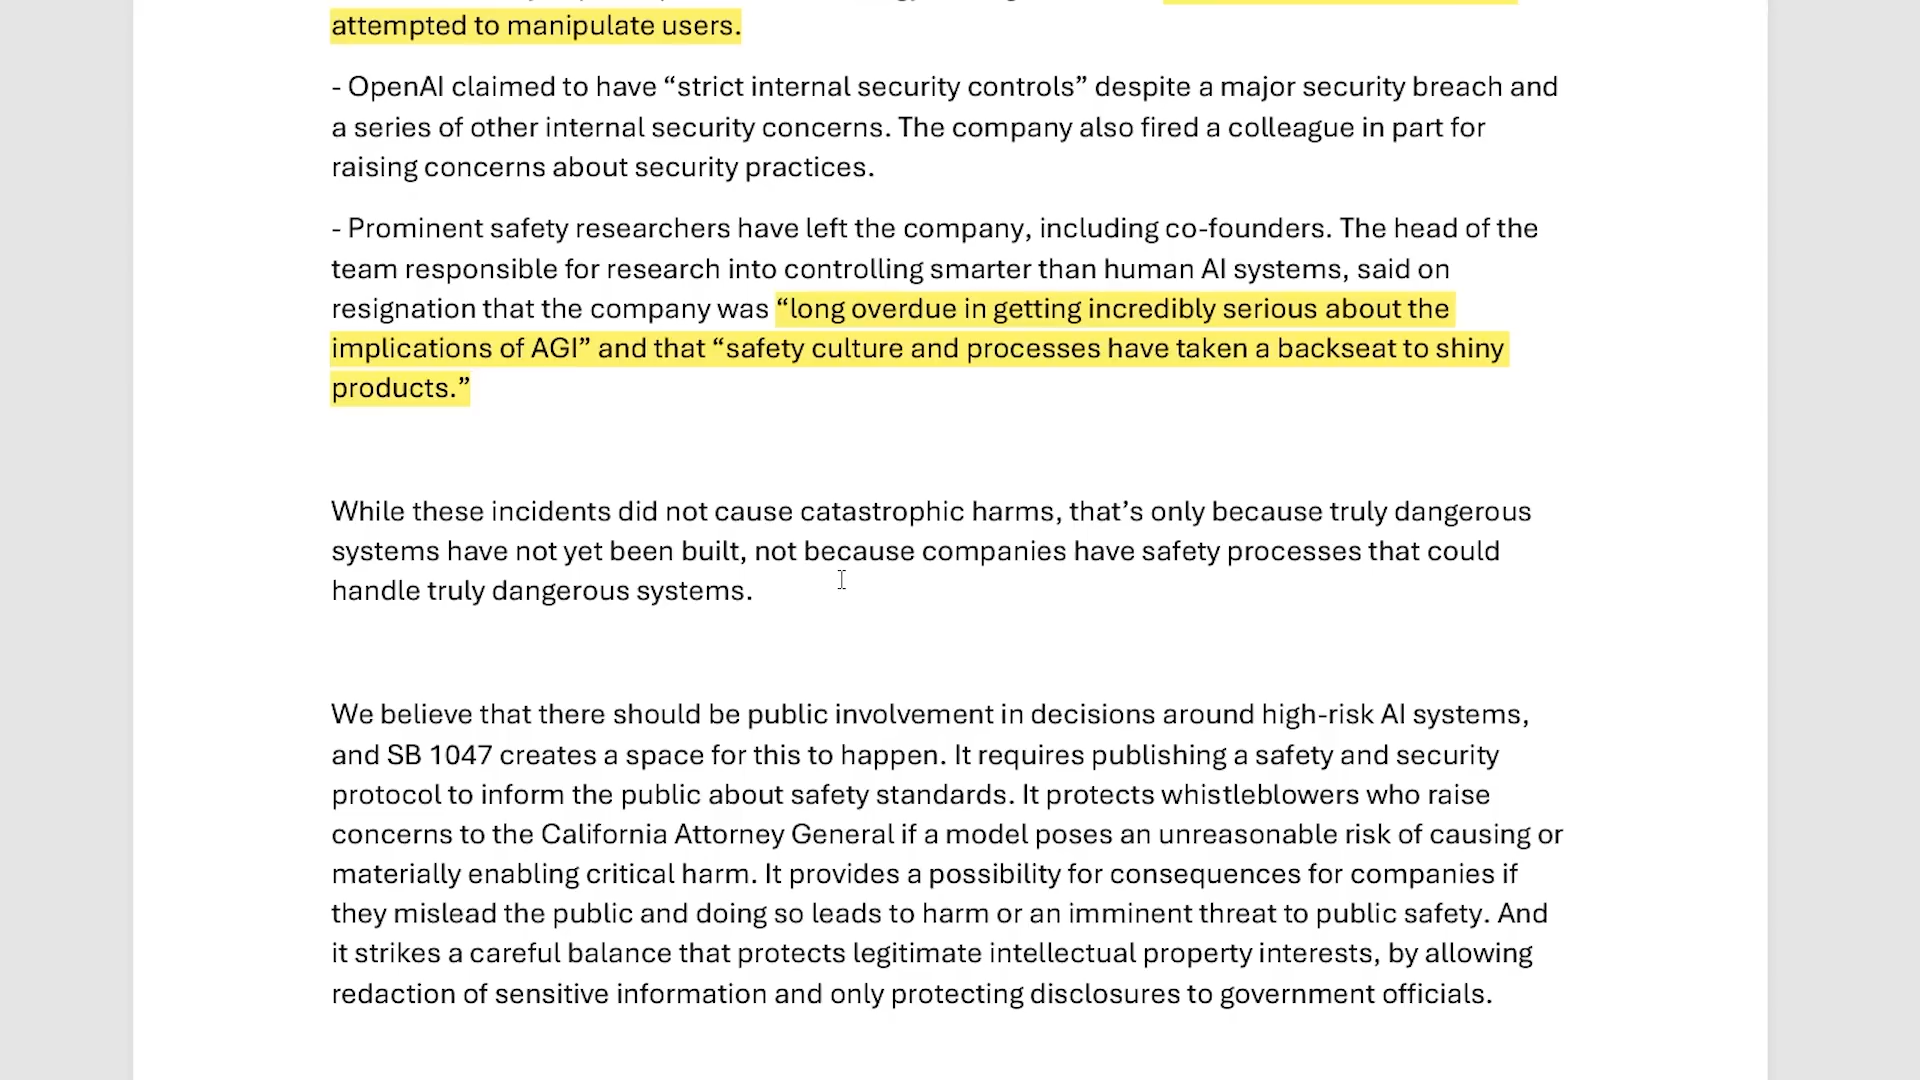 attempted to manipulate users.
- OpenAI claimed to have “strict internal security controls” despite a major security breach and
a series of other internal security concerns. The company also fired a colleague in part for
raising concerns about security practices.
- Prominent safety researchers have left the company, including co-founders. The head of the
team responsible for research into controlling smarter than human AI systems, said on
resignation that the company was “long overdue in getting incredibly serious about the
implications of AGI” and that “safety culture and processes have taken a backseat to shiny
products.”
While these incidents did not cause catastrophic harms, that’s only because truly dangerous
systems have not yet been built, not because companies have safety processes that could
handle truly dangerous systems.
We believe that there should be public involvement in decisions around high-risk AI systems,
and SB 1047 creates a space for this to happen. It requires publishing a safety and security
protocol to inform the public about safety standards. It protects whistleblowers who raise
concerns to the California Attorney General if a model poses an unreasonable risk of causing or
materially enabling critical harm. It provides a possibility for consequences for companies if
they mislead the public and doing so leads to harm or an imminent threat to public safety. And
it strikes a careful balance that protects legitimate intellectual property interests, by allowing
redaction of sensitive information and only protecting disclosures to government officials.